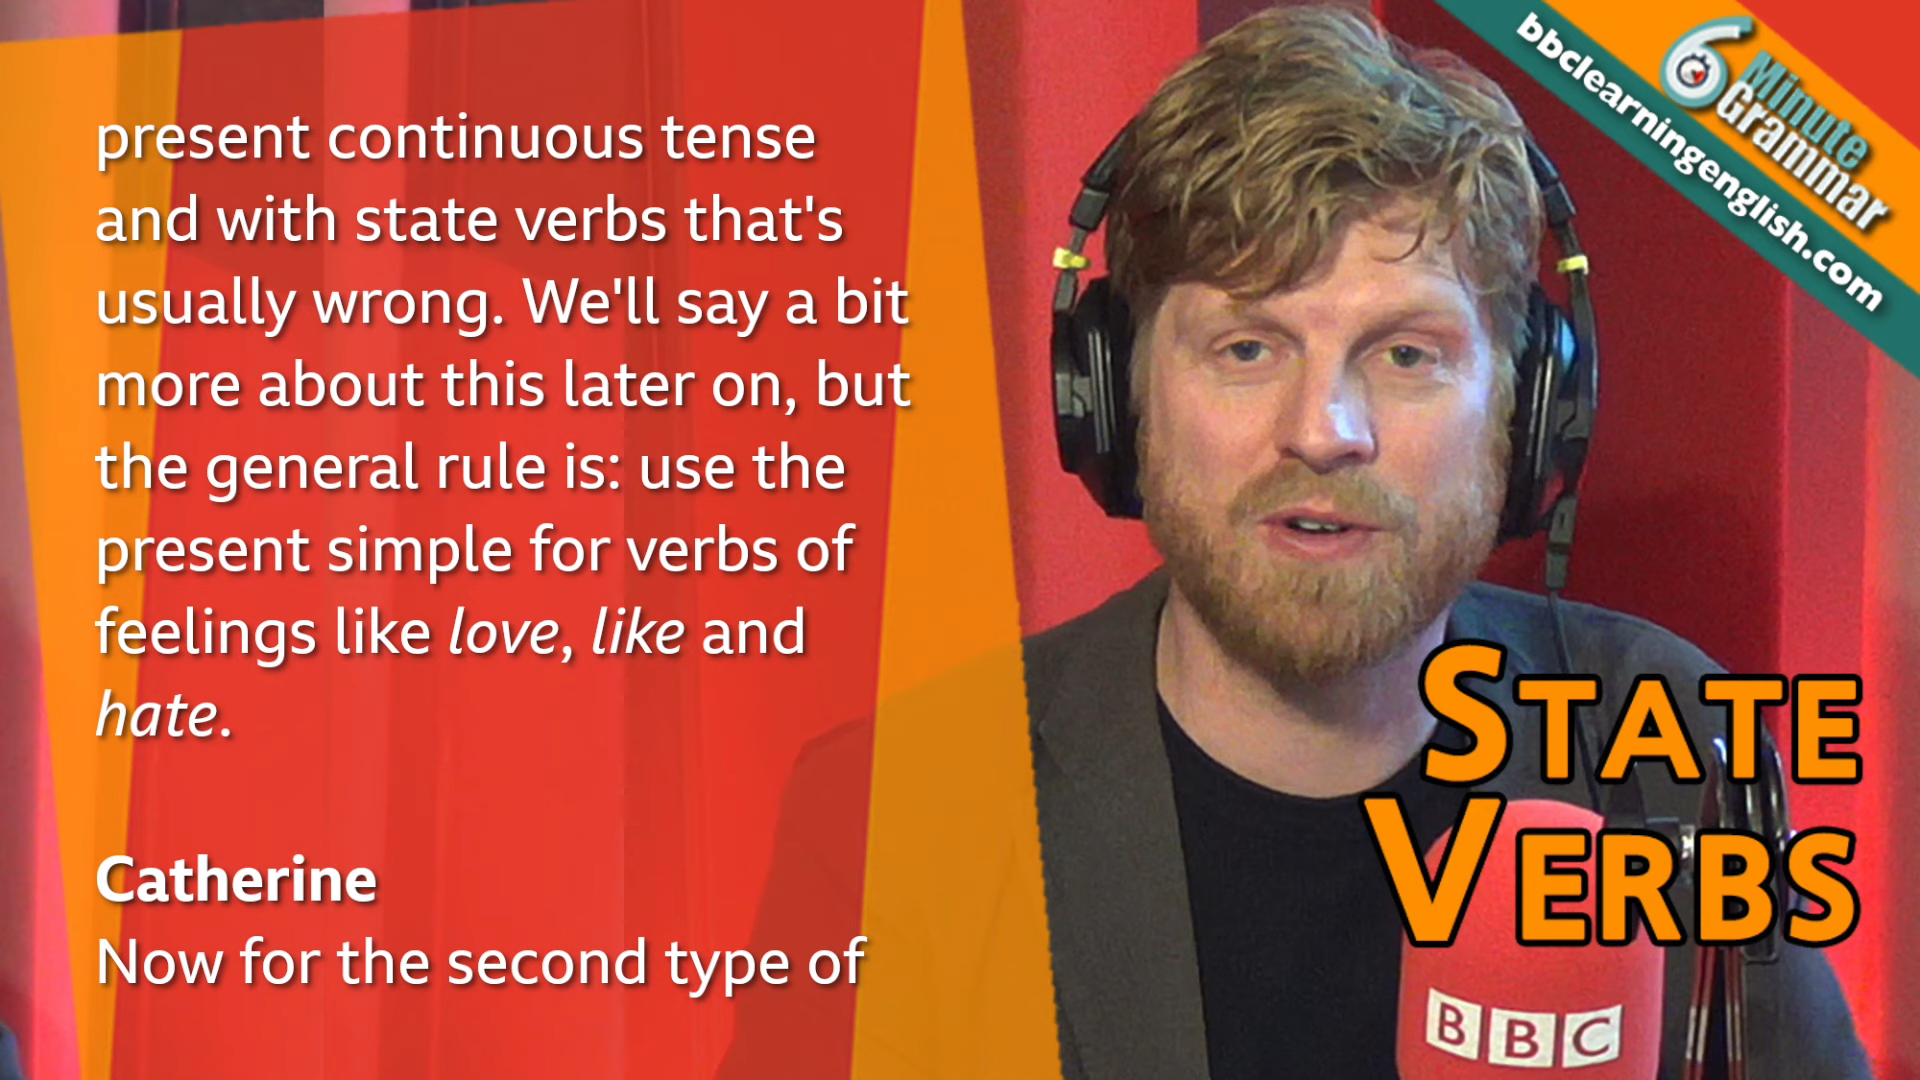 present continuous tense
and with state verbs that's
usually wrong. We'll say a bit
more about this later on, but
the general rule is: use the
present simple for verbs of
feelings like love, like and
hate.
Catherine
Now for the second type of
bbclearningenglish.com
6 Minute
Grammar
STATE
VERBS
BBC